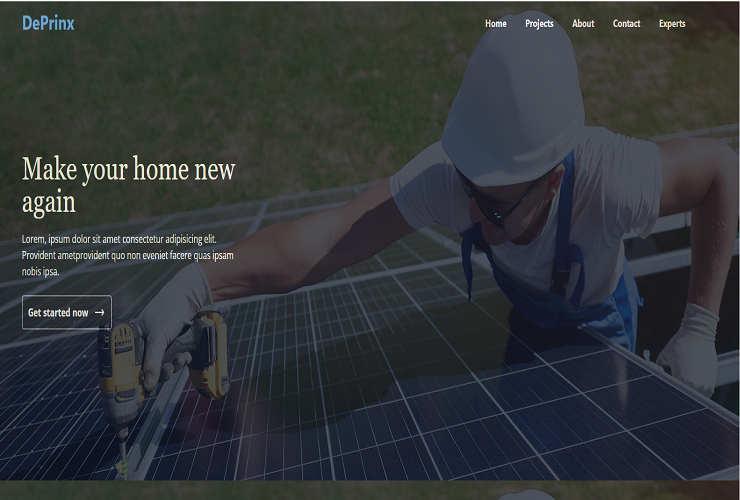 DePrinx
Home Projects About Contact Experts
Make your home new
again
Lorem, ipsum dolor sit amet consectetur adipisicing elit.
Provident ametprovident quo non eveniet facere quas ipsam
nobis ipsa.
Get started now →